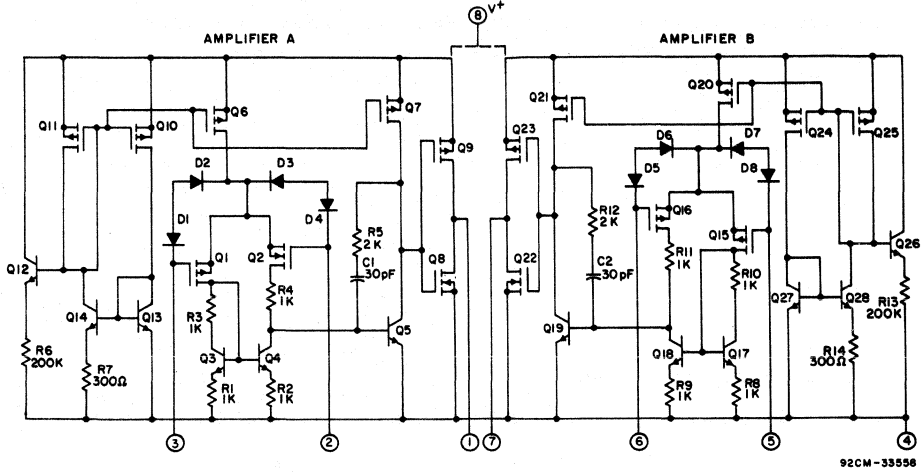 8 V+
AMPLIFIER A
AMPLIFIER B
Q11
Q10
Q6
Q7
Q9
Q23
Q21
Q20
Q24
Q25
D2
D3
D6
D7
D1
D4
D5
D8
Q1
Q2
R5
2K
C1
30pF
Q8
Q22
R12
2K
C2
30pF
Q16
Q15
R11
1K
R10
1K
Q26
Q12
Q14
Q13
R3
1K
R4
1K
Q3
Q4
Q5
Q19
Q18
Q17
Q27
Q28
R13
200K
R6
200K
R7
300Ω
R1
1K
R2
1K
R9
1K
R8
1K
R14
300Ω
3
2
1
7
6
5
4
92CM-33558